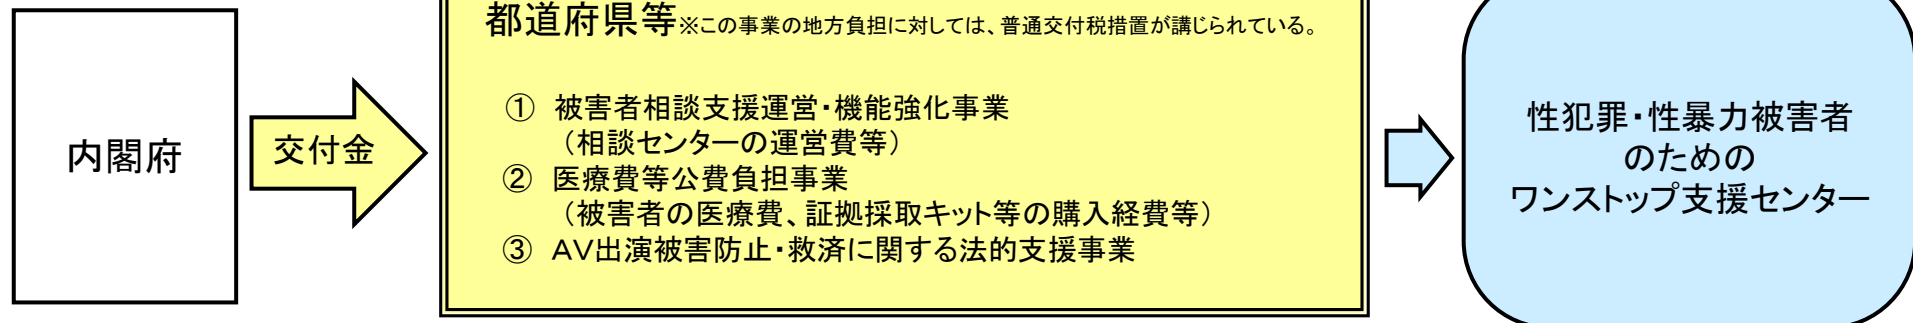 内閣府
交付金
都道府県等※この事業の地方負担に対しては、普通交付税措置が講じられている。
① 被害者相談支援運営・機能強化事業
（相談センターの運営費等）
② 医療費等公費負担事業
（被害者の医療費、証拠採取キット等の購入経費等）
③ AV出演被害防止・救済に関する法的支援事業
性犯罪・性暴力被害者
のための
ワンストップ支援センター